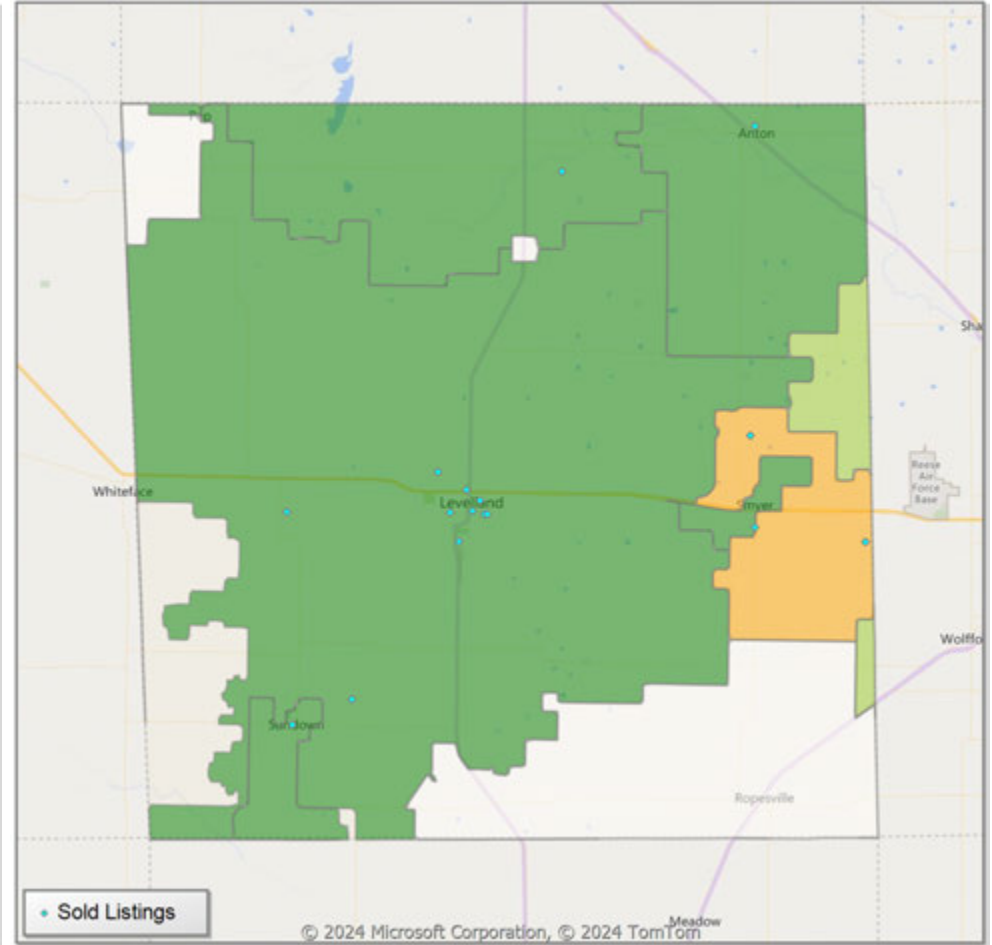 Anton
Sha
Whiteface
Levelland
Reese
Air
Force
Base
Smyer
Wolffo
Sundown
Ropesville
Sold Listings
Meadow
© 2024 Microsoft Corporation, © 2024 TomTom